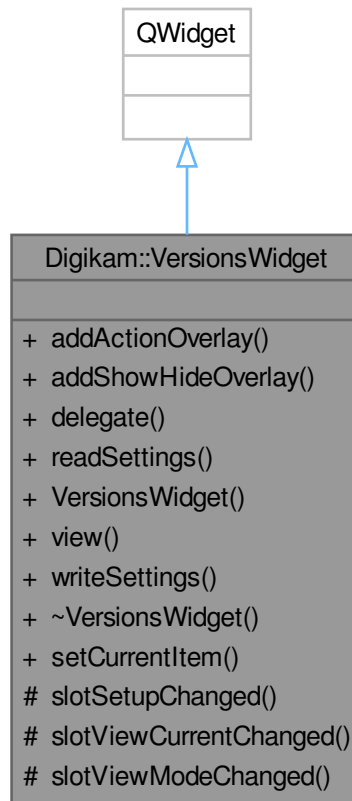 QWidget
Digikam::VersionsWidget
+ addActionOverlay()
+ addShowHideOverlay()
+ delegate()
+ readSettings()
+ VersionsWidget()
+ view()
+ writeSettings()
+ ~VersionsWidget()
+ setCurrentItem()
# slotSetupChanged()
# slotViewCurrentChanged()
# slotViewModeChanged()